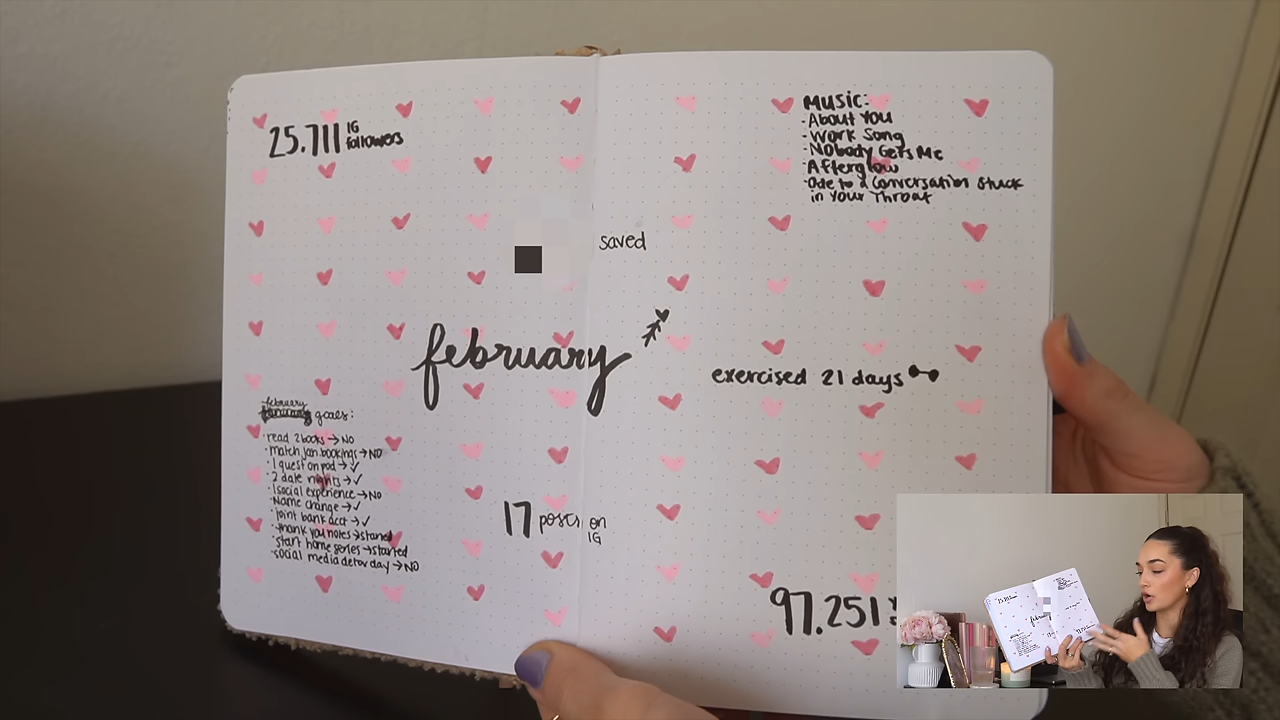 25.711 IG followers
Music:
- About You
- Work Song
- Nobody Gets Me
- Afterglow
- Ode to a Conversation Stuck
in Your Throat
saved
february
exercised 21 days
february goals:
· read 2 books → NO
· match jan bookings → NO
· 1 guest on pod → ✓
· 2 date nights → ✓
· 1 social experience → NO
· Name change → ✓
· joint bank acct → ✓
· thank you notes → started
· start home series → started
· social media detox day → NO
17 posts on IG
97.251